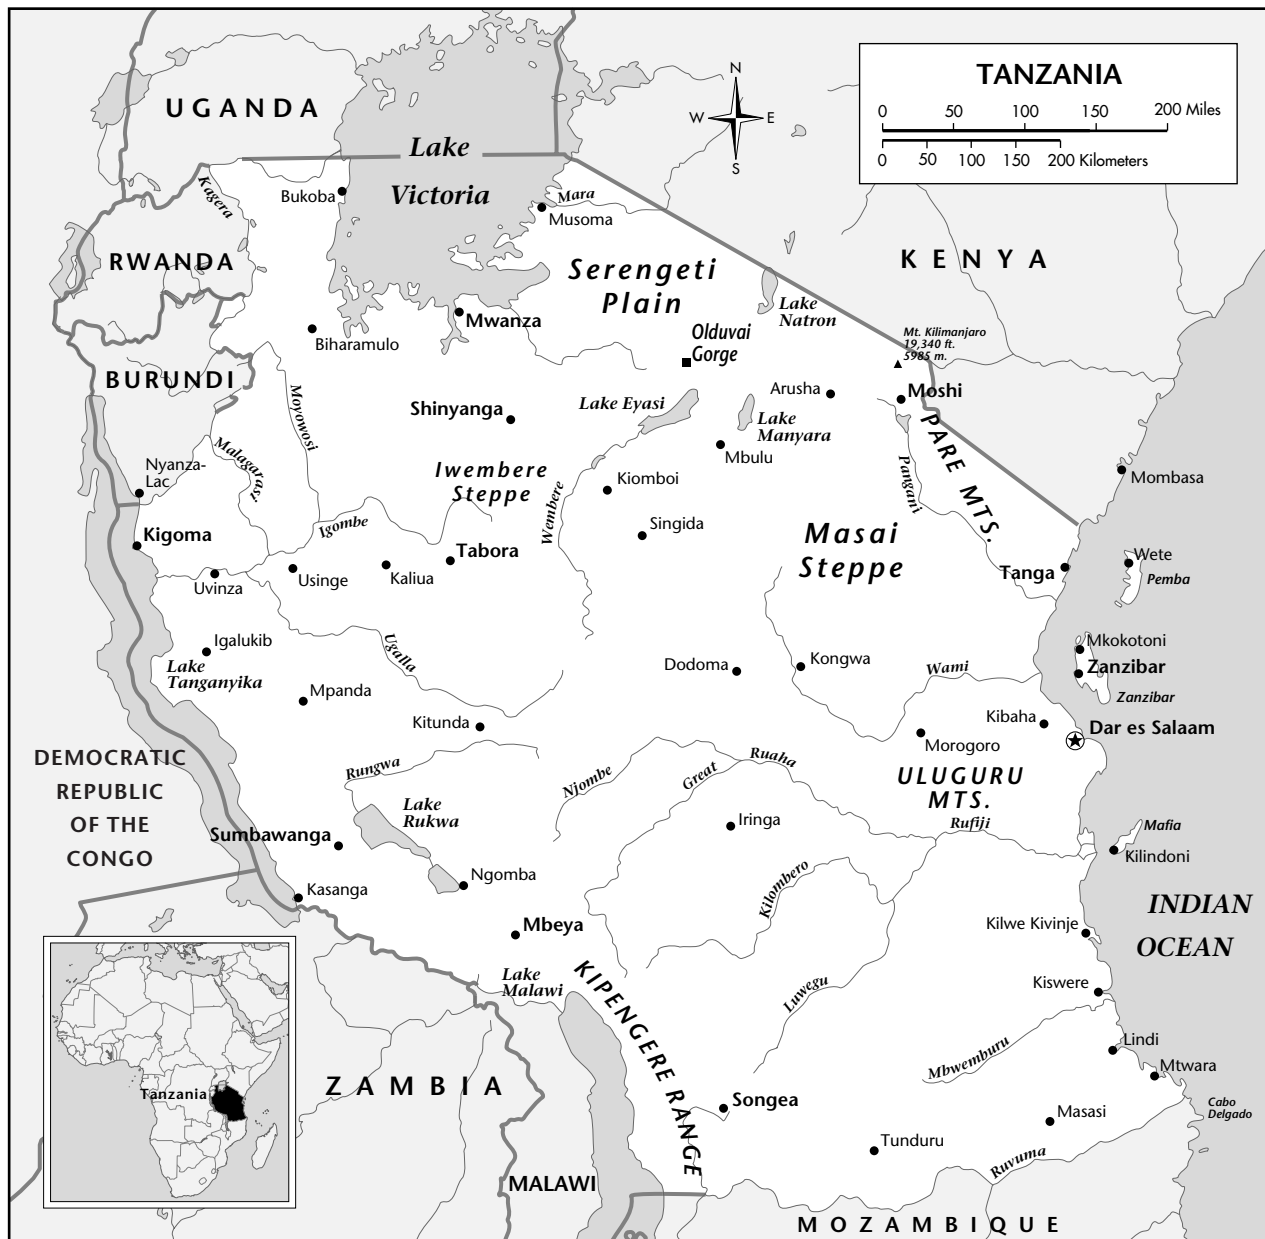 TANZANIA
0 50 100 150 200 Miles
0 50 100 150 200 Kilometers
N
W E
S
UGANDA
Lake
Victoria
Kagera
Bukoba
Mara
Musoma
RWANDA
KENYA
Serengeti
Plain
Lake
Natron
Mwanza
Biharamulo
Olduvai
Gorge
Mt. Kilimanjaro
19,340 ft.
5985 m.
BURUNDI
Moyowosi
Arusha
Moshi
Shinyanga
Lake Eyasi
Lake
Manyara
PARE MTS.
Malagarasi
Mbulu
Pangani
Nyanza-
Lac
Iwembere
Steppe
Kiomboi
Mombasa
Wembere
Igombe
Singida
Kigoma
Masai
Steppe
Tabora
Usinge
Kaliua
Uvinza
Tanga
Wete
Pemba
Igalukib
Ugalla
Lake
Tanganyika
Mkokotoni
Dodoma
Kongwa
Wami
Zanzibar
Zanzibar
Mpanda
Kitunda
Kibaha
Dar es Salaam
Morogoro
DEMOCRATIC
REPUBLIC
OF THE
CONGO
Rungwa
Njombe
Great
Ruaha
ULUGURU
MTS.
Lake
Rukwa
Iringa
Rufiji
Mafia
Sumbawanga
Kilindoni
Kasanga
Ngomba
Kilombero
INDIAN
OCEAN
Mbeya
Kilwe Kivinje
Lake
Malawi
KIPENGERE RANGE
Luwegu
Kiswere
Mbwemburu
Lindi
Mtwara
ZAMBIA
Tanzania
Songea
Masasi
Cabo
Delgado
Tunduru
Ruvuma
MALAWI
MOZAMBIQUE